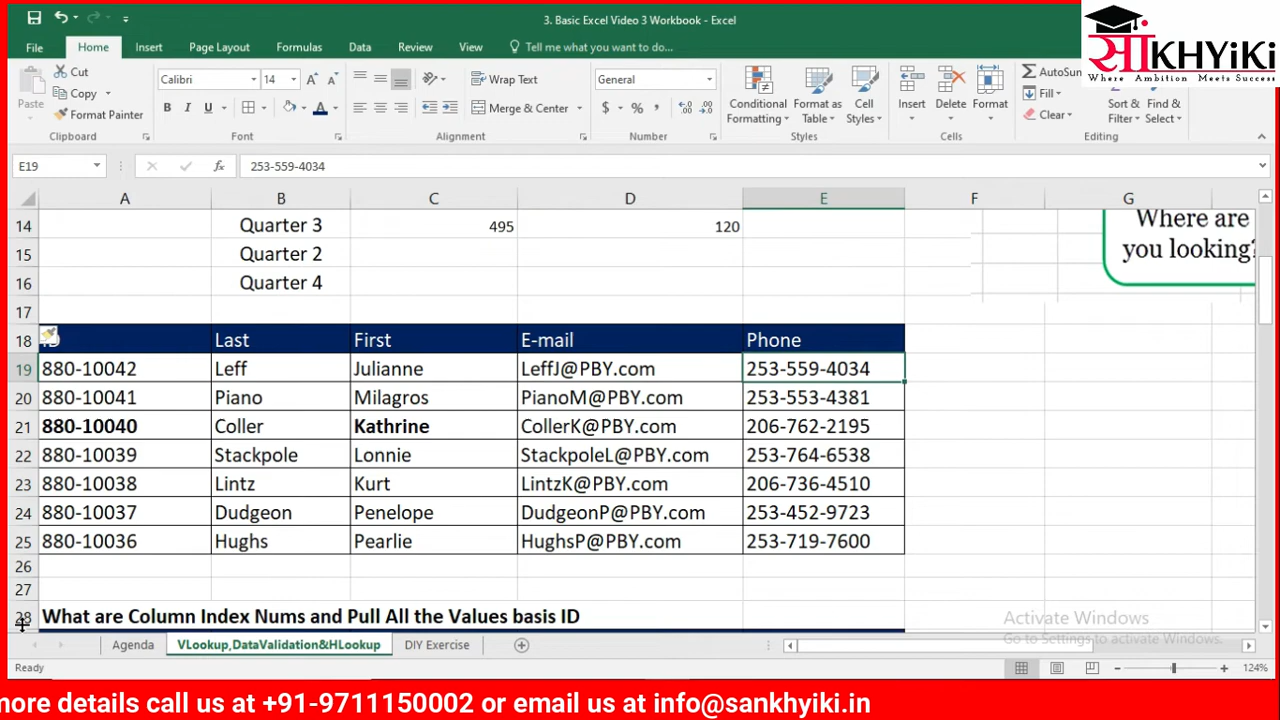 3. Basic Excel Video 3 Workbook - Excel
साKHYiKi
Where Ambition Meets Success
File Home Insert Page Layout Formulas Data Review View Tell me what you want to do...
Paste
Cut
Copy
Format Painter
Clipboard
Calibri 14
B I U
Font
Wrap Text
Merge & Center
Alignment
General
$ % ,
Number
Conditional Formatting
Format as Table
Cell Styles
Styles
Insert
Delete
Format
Cells
AutoSum
Fill
Clear
Sort & Filter
Find & Select
Editing
E19 fx 253-559-4034
A B C D E F G
14 Quarter 3 495 120
Where are
you looking?
15 Quarter 2
16 Quarter 4
17
18 Last First E-mail Phone
19 880-10042 Leff Julianne LeffJ@PBY.com 253-559-4034
20 880-10041 Piano Milagros PianoM@PBY.com 253-553-4381
21 880-10040 Coller Kathrine CollerK@PBY.com 206-762-2195
22 880-10039 Stackpole Lonnie StackpoleL@PBY.com 253-764-6538
23 880-10038 Lintz Kurt LintzK@PBY.com 206-736-4510
24 880-10037 Dudgeon Penelope DudgeonP@PBY.com 253-452-9723
25 880-10036 Hughs Pearlie HughsP@PBY.com 253-719-7600
26
27
28 What are Column Index Nums and Pull All the Values basis ID
Activate Windows
Go to Settings to activate Windows.
Agenda VLookup,DataValidation&HLookup DIY Exercise
Ready 124%
more details call us at +91-9711150002 or email us at info@sankhyiki.in